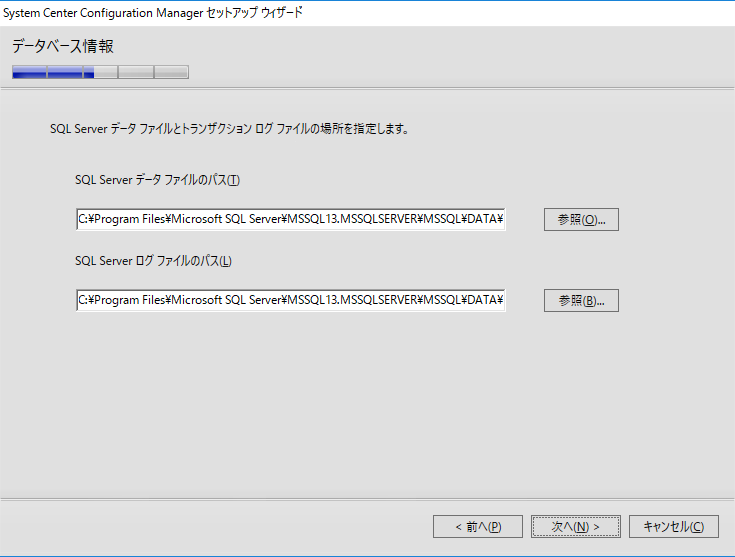 System Center Configuration Manager セットアップ ウィザード
データベース情報
SQL Server データ ファイルとトランザクション ログ ファイルの場所を指定します。
SQL Server データ ファイルのパス(T)
C:¥Program Files¥Microsoft SQL Server¥MSSQL13.MSSQLSERVER¥MSSQL¥DATA¥
参照(O)...
SQL Server ログ ファイルのパス(L)
C:¥Program Files¥Microsoft SQL Server¥MSSQL13.MSSQLSERVER¥MSSQL¥DATA¥
参照(B)...
< 前へ(P)
次へ(N) >
キャンセル(C)